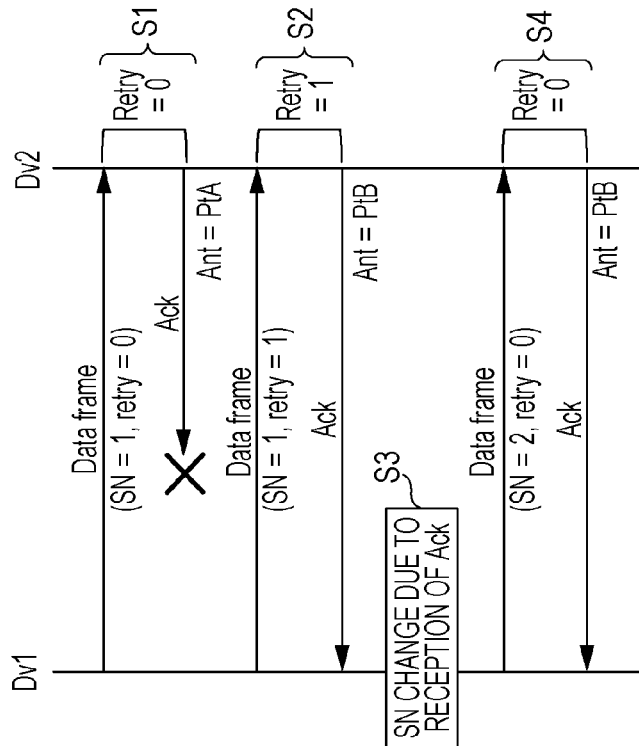 Dv1
Dv2
Data frame
(SN = 1, retry = 0)
Retry
= 0
S1
Ack
Ant = PtA
Data frame
(SN = 1, retry = 1)
Retry
= 1
S2
Ack
Ant = PtB
S3
SN CHANGE DUE TO
RECEPTION OF Ack
Data frame
(SN = 2, retry = 0)
Retry
= 0
S4
Ack
Ant = PtB